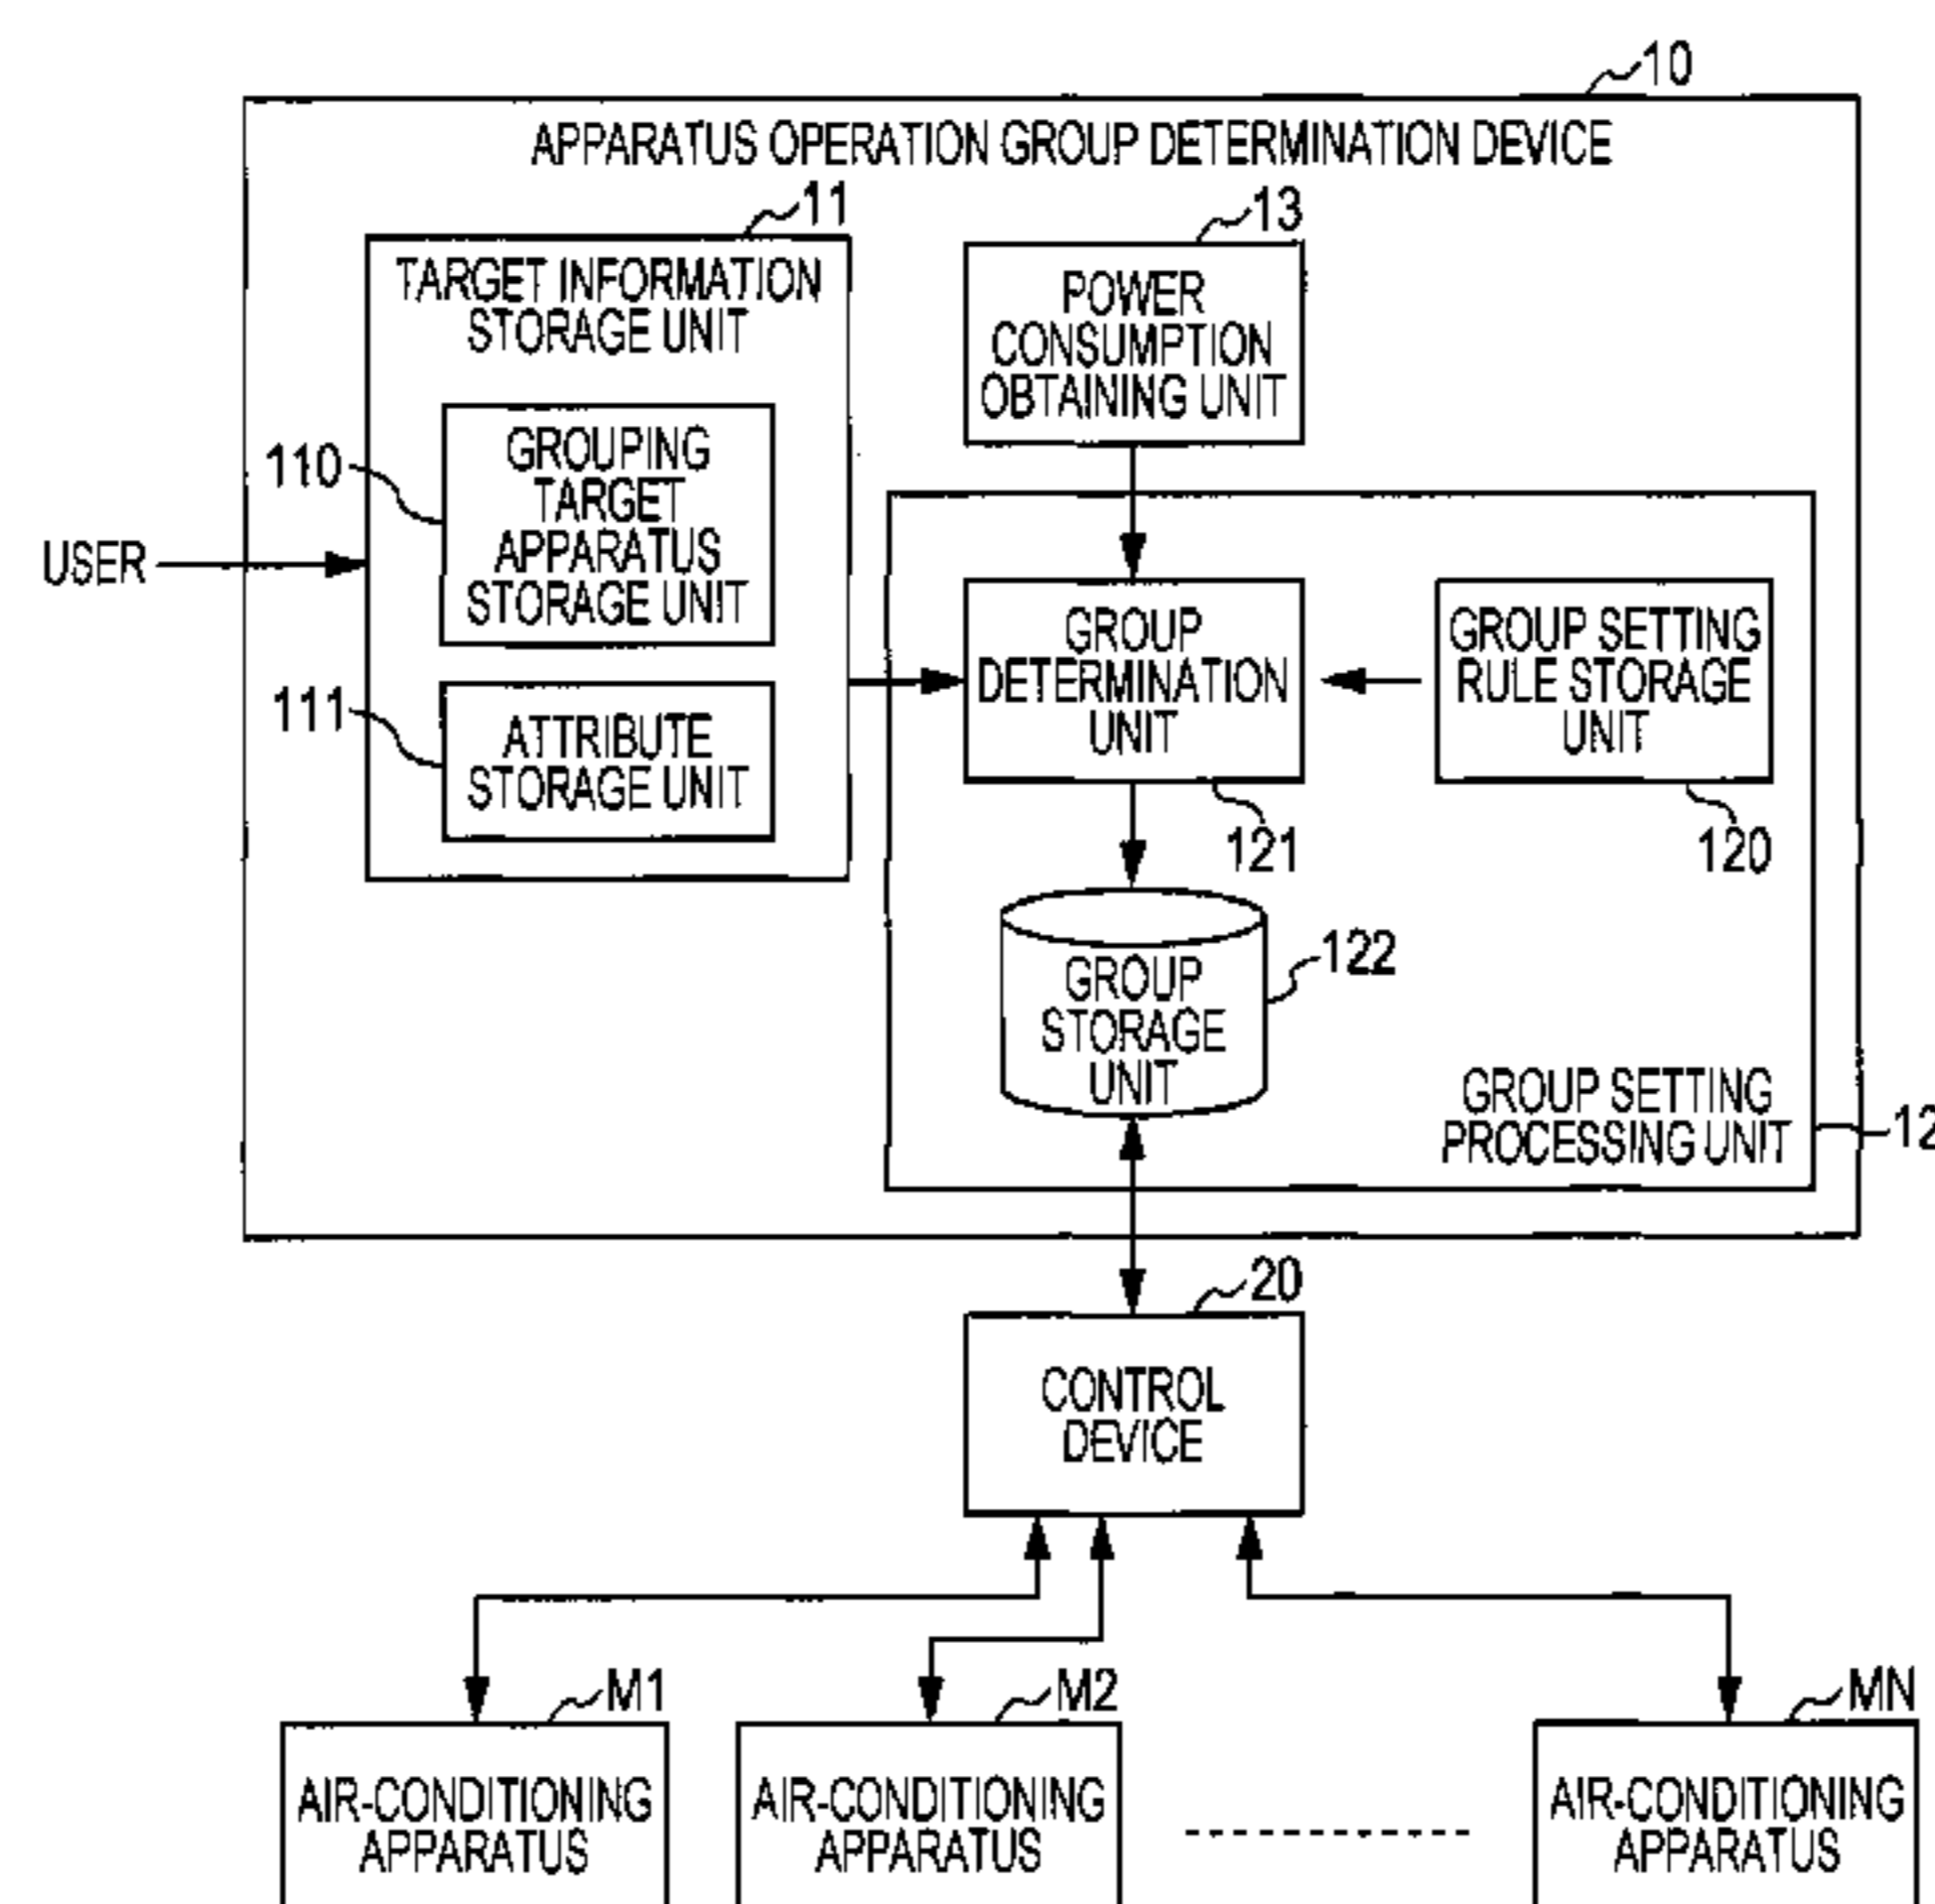 10
APPARATUS OPERATION GROUP DETERMINATION DEVICE
11
13
TARGET INFORMATION
STORAGE UNIT
POWER
CONSUMPTION
OBTAINING UNIT
110
GROUPING
TARGET
APPARATUS
STORAGE UNIT
USER
111
ATTRIBUTE
STORAGE UNIT
GROUP
DETERMINATION
UNIT
121
GROUP SETTING
RULE STORAGE
UNIT
120
GROUP
STORAGE
UNIT
122
GROUP SETTING
PROCESSING UNIT
12
20
CONTROL
DEVICE
M1
AIR-CONDITIONING
APPARATUS
M2
AIR-CONDITIONING
APPARATUS
MN
AIR-CONDITIONING
APPARATUS